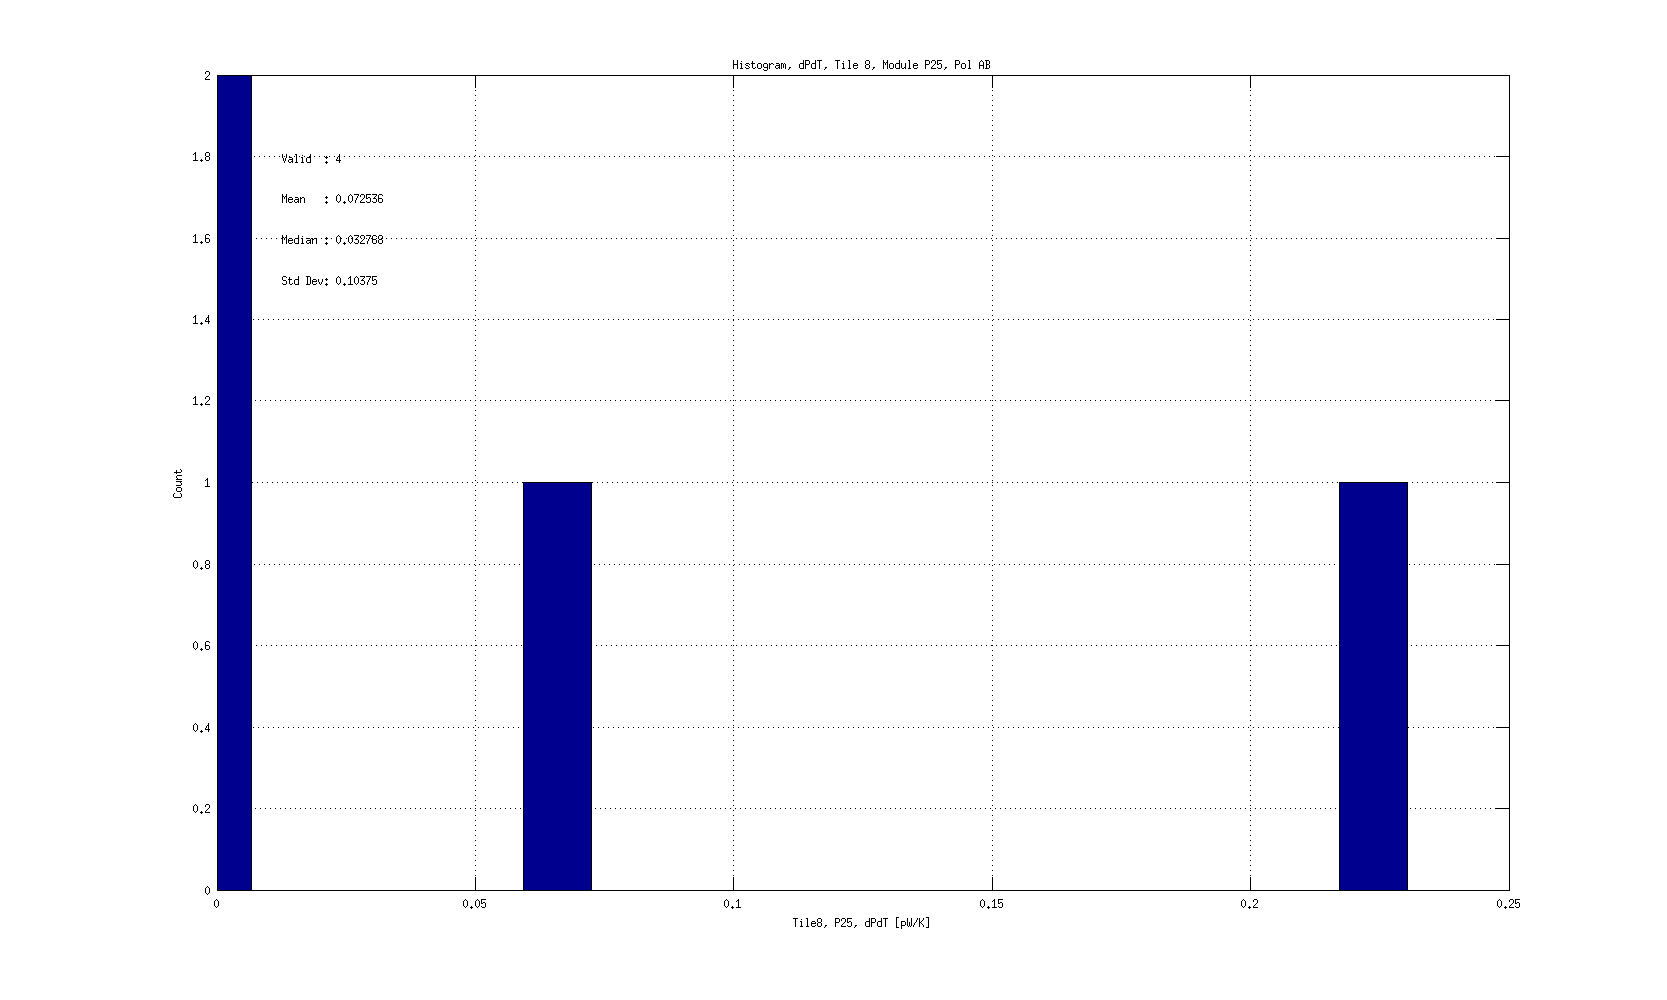 Histogram, dPdT, Tile 8, Module P25, Pol AB
2
1.8
1.6
1.4
1.2
1
0.8
0.6
0.4
0.2
0
Valid  : 4
Mean   : 0.072536
Median : 0.032768
Std Dev: 0.10375
Count
0
0.05
0.1
0.15
0.2
0.25
Tile8, P25, dPdT [pW/K]